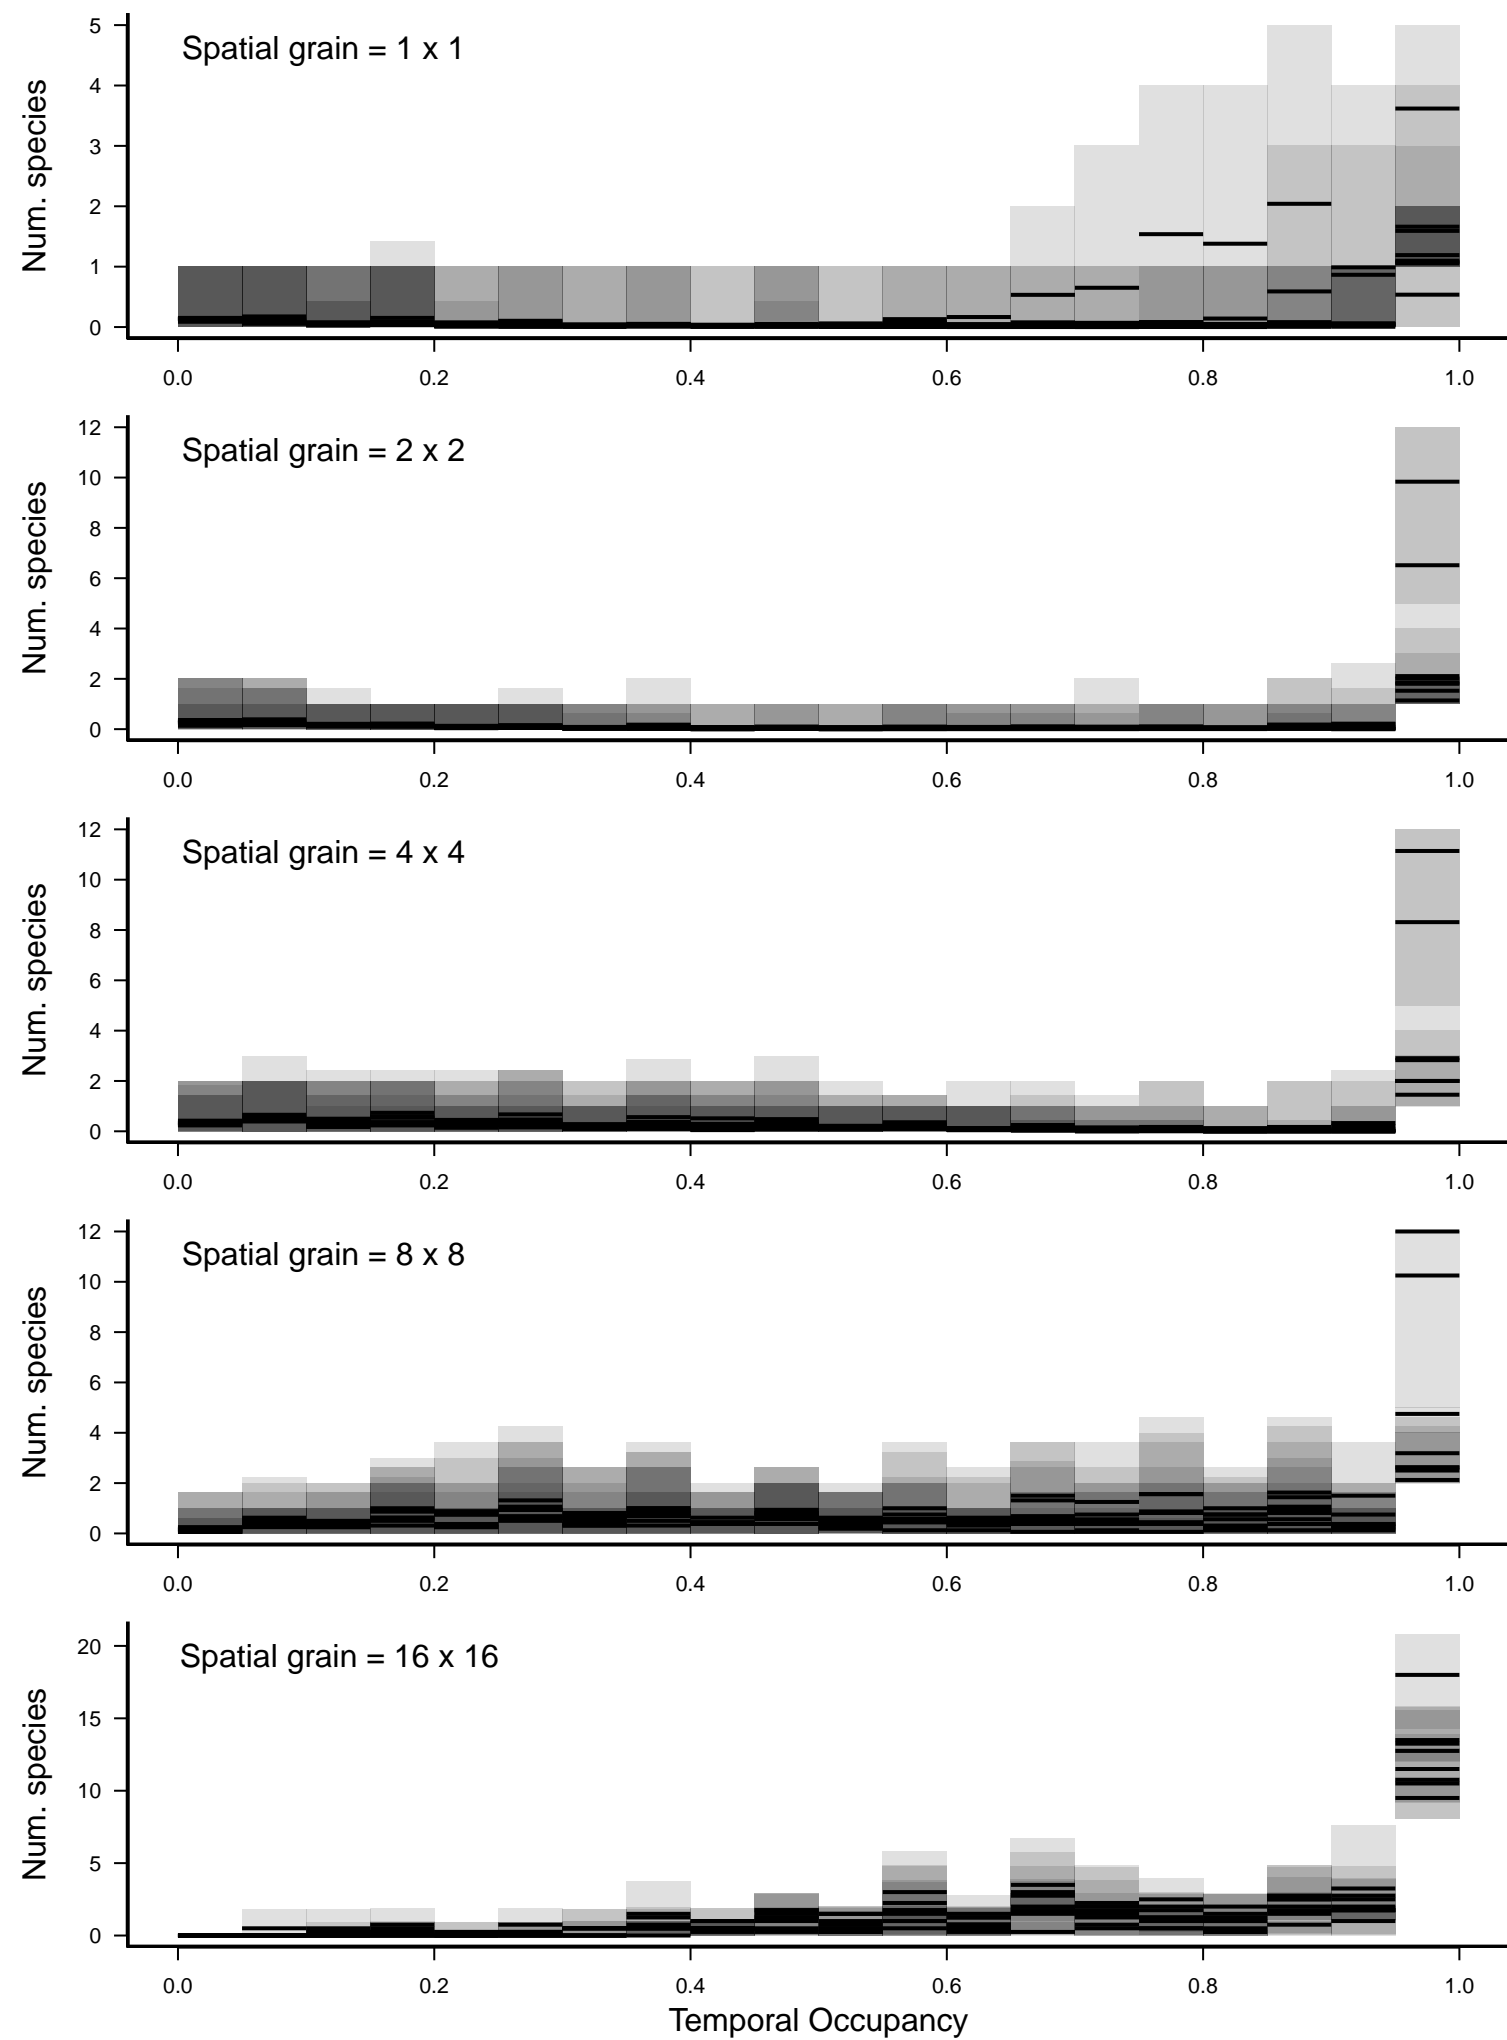 Spatial grain = 1 x 1
Num. species
5
4
3
2
1
0
0.0 0.2 0.4 0.6 0.8 1.0
Spatial grain = 2 x 2
Num. species
12
10
8
6
4
2
0
0.0 0.2 0.4 0.6 0.8 1.0
Spatial grain = 4 x 4
Num. species
12
10
8
6
4
2
0
0.0 0.2 0.4 0.6 0.8 1.0
Spatial grain = 8 x 8
Num. species
12
10
8
6
4
2
0
0.0 0.2 0.4 0.6 0.8 1.0
Spatial grain = 16 x 16
Num. species
20
15
10
5
0
0.0 0.2 0.4 0.6 0.8 1.0
Temporal Occupancy